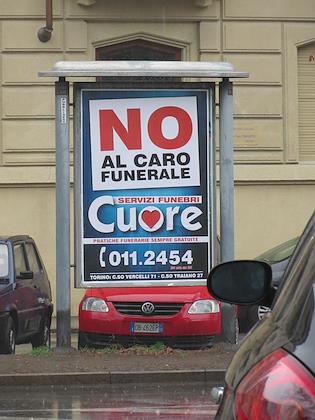 NO
AL CARO
FUNERALE
SERVIZI FUNEBRI
Cuore
PRATICHE FUNERARIE SEMPRE GRATUITE
011.2454
TORINO: C.SO VERCELLI 71 - C.SO TRAIANO 27